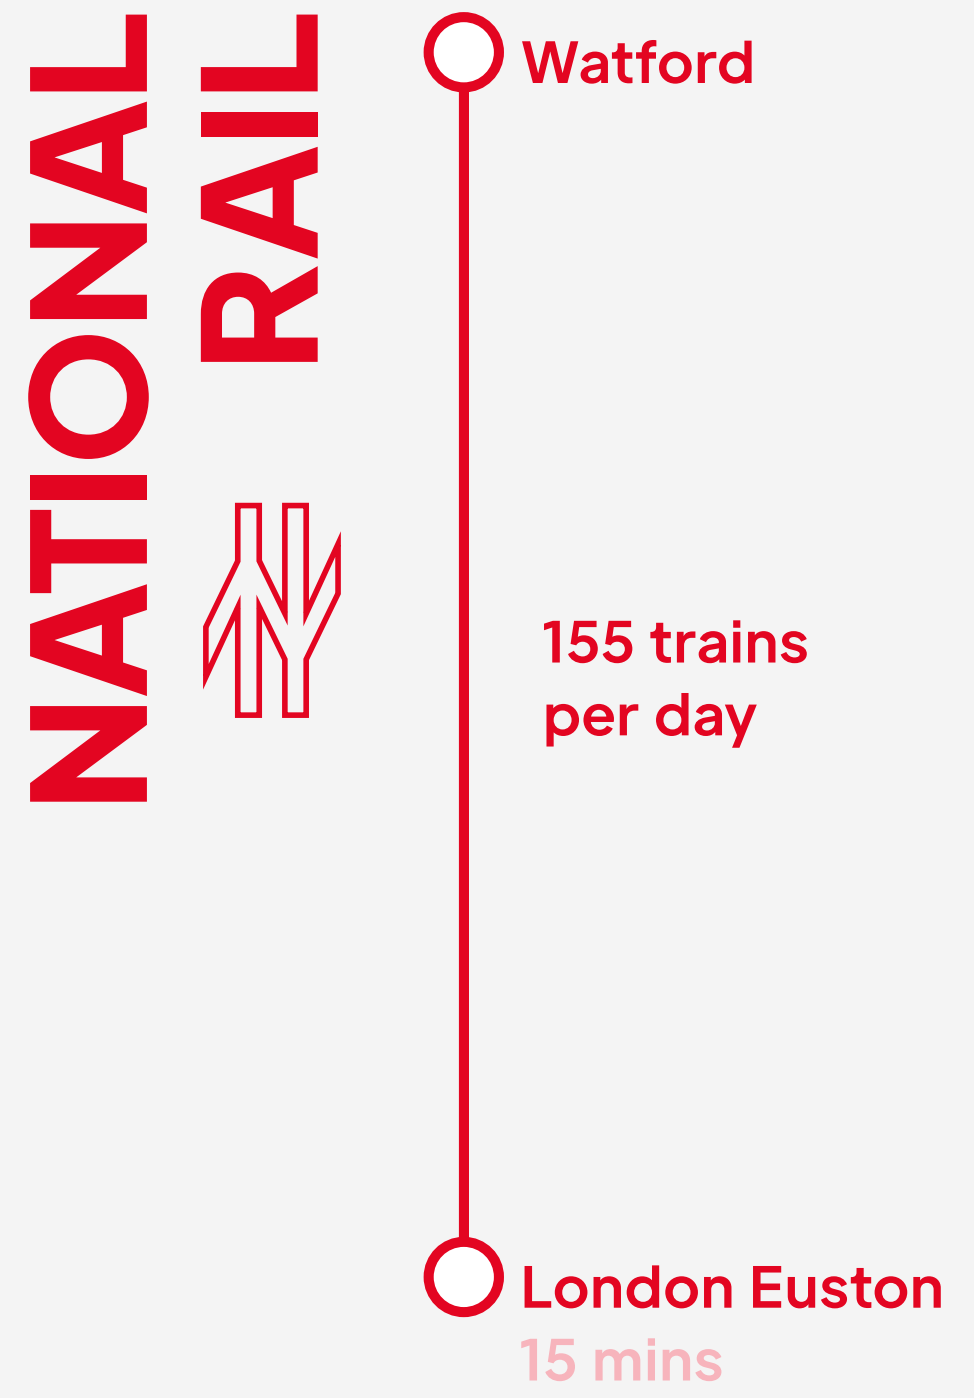 NATIONAL
RAIL
Watford
155 trains
per day
London Euston
15 mins